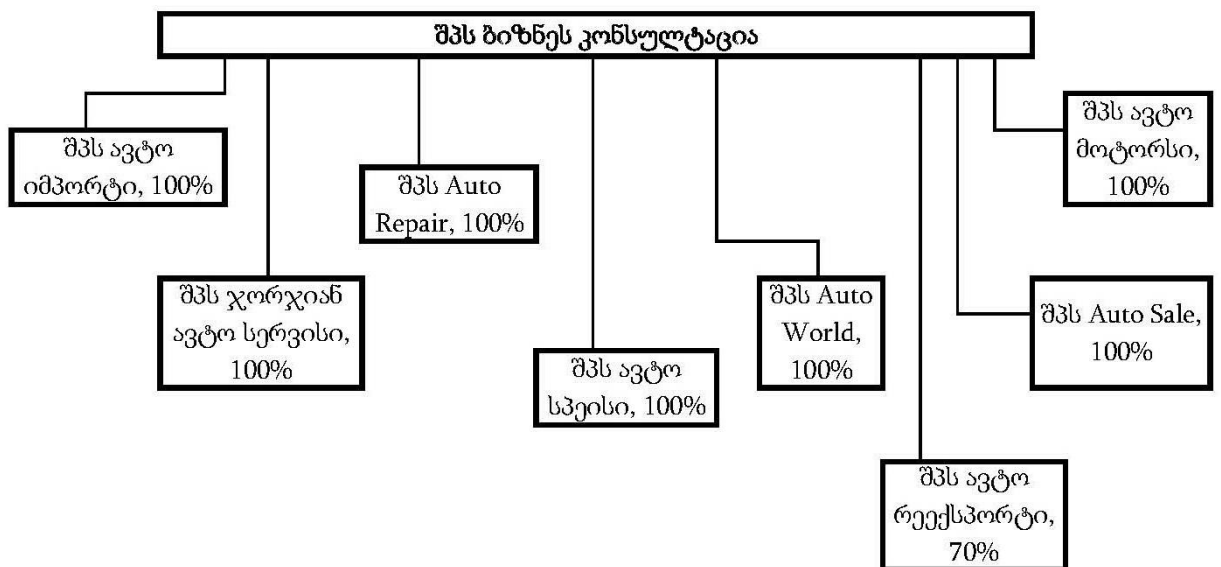 შპს ბიზნეს კონსულტაცია
შპს ავტო
იმპორტი, 100%
შპს Auto
Repair, 100%
შპს ავტო
მოტორსი,
100%
შპს ჯორჯიან
ავტო სერვისი,
100%
შპს ავტო
სპეისი, 100%
შპს Auto
World,
100%
შპს Auto Sale,
100%
შპს ავტო
რეექსპორტი,
70%